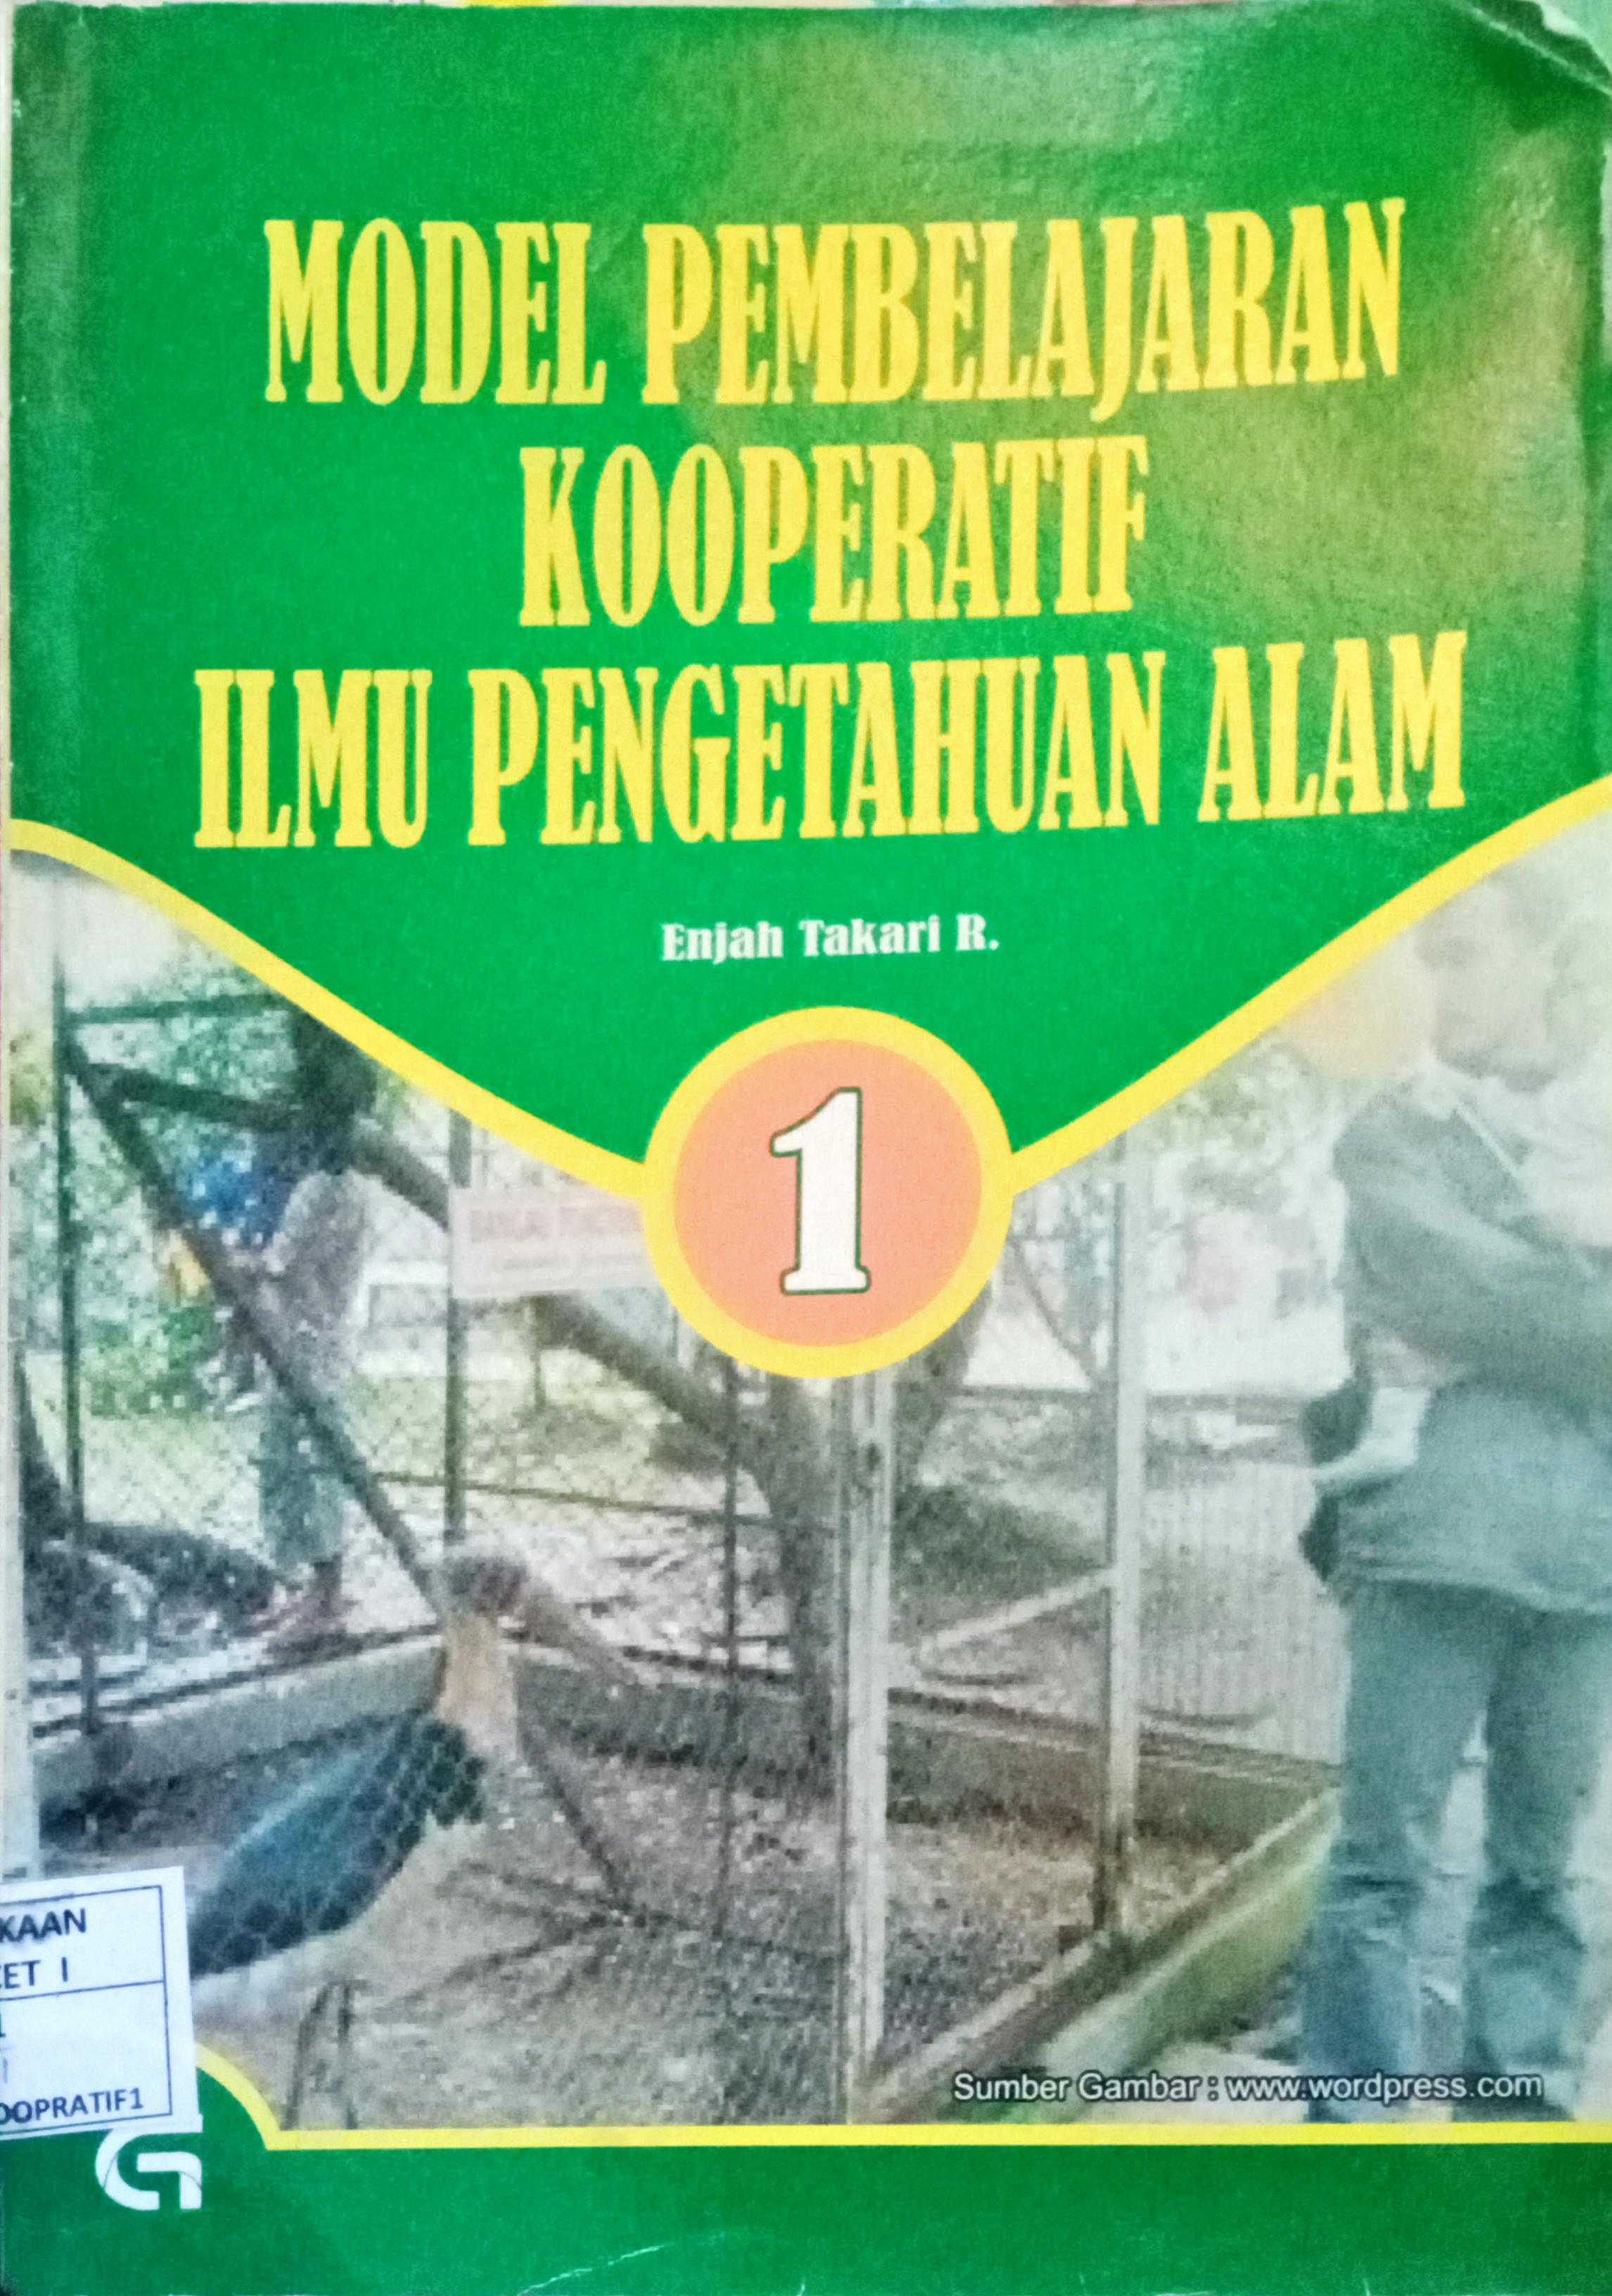 MODEL PEMBELAJARAN
KOOPERATIF
ILMU PENGETAHUAN ALAM
Enjah Takari R.
1
KAAN
ET I
OOPRATIF1
Sumber Gambar : www.wordpress.com